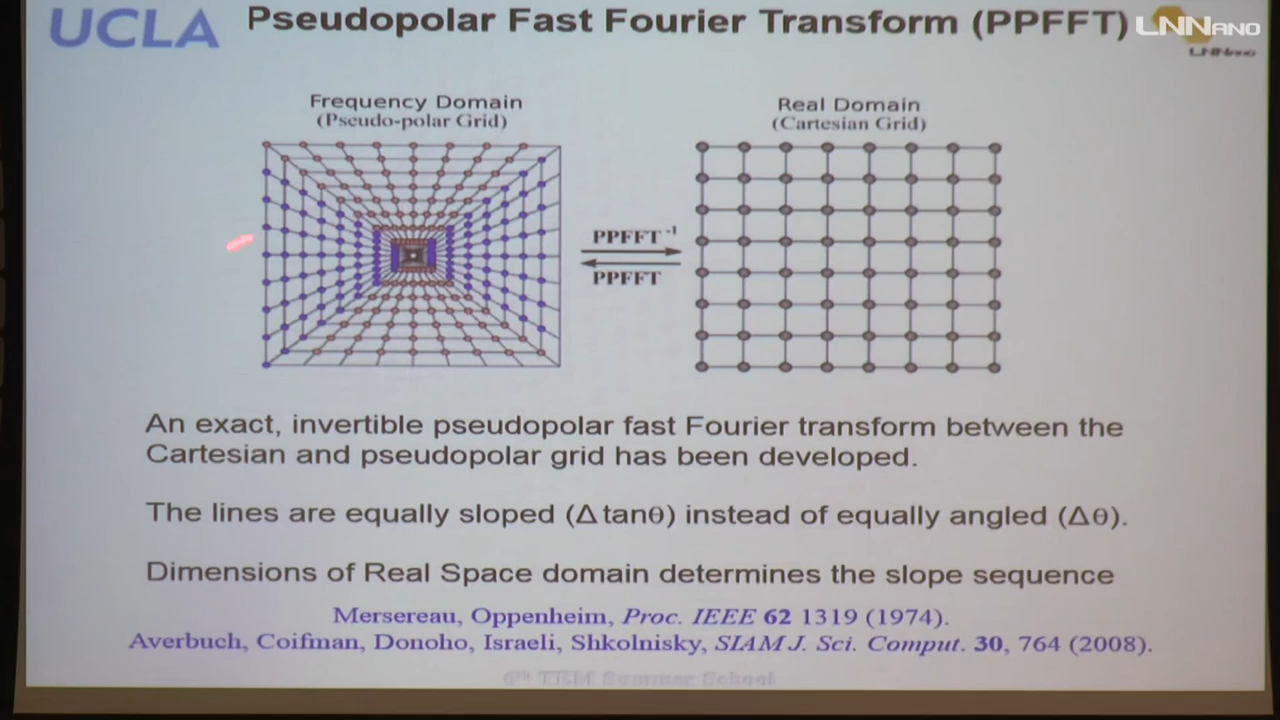 UCLA
Pseudopolar Fast Fourier Transform (PPFFT)
LNNANO
LNNano
Frequency Domain
(Pseudo-polar Grid)
Real Domain
(Cartesian Grid)
PPFFT -1
PPFFT
An exact, invertible pseudopolar fast Fourier transform between the
Cartesian and pseudopolar grid has been developed.
The lines are equally sloped (Δ tanθ) instead of equally angled (Δθ).
Dimensions of Real Space domain determines the slope sequence
Mersereau, Oppenheim, Proc. IEEE 62 1319 (1974).
Averbuch, Coifman, Donoho, Israeli, Shkolnisky, SIAM J. Sci. Comput. 30, 764 (2008).
6th TEM Summer School